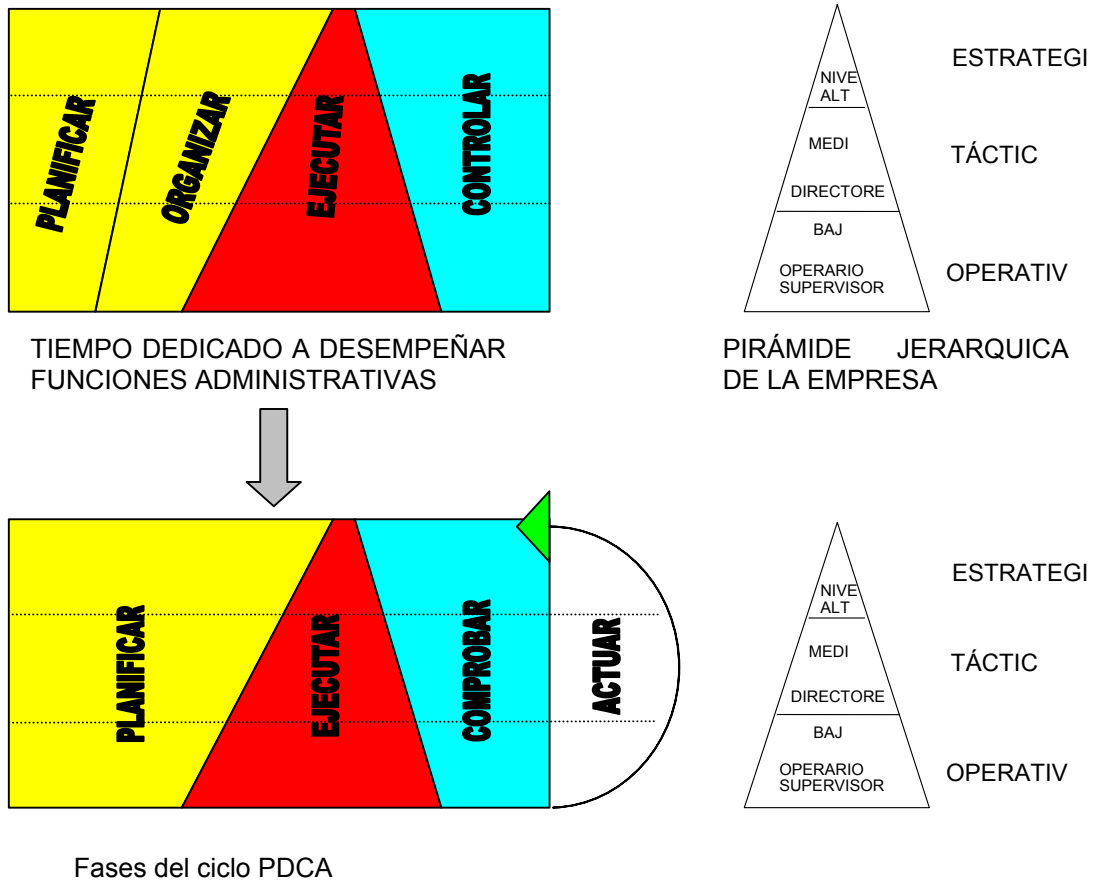 PLANIFICAR
ORGANIZAR
EJECUTAR
CONTROLAR
NIVE
ALT
MEDI
DIRECTORE
BAJ
OPERARIO
SUPERVISOR
ESTRATEGI
TÁCTIC
OPERATIV
TIEMPO DEDICADO A DESEMPEÑAR
FUNCIONES ADMINISTRATIVAS
PIRÁMIDE JERARQUICA
DE LA EMPRESA
PLANIFICAR
EJECUTAR
COMPROBAR
ACTUAR
NIVE
ALT
MEDI
DIRECTORE
BAJ
OPERARIO
SUPERVISOR
ESTRATEGI
TÁCTIC
OPERATIV
Fases del ciclo PDCA